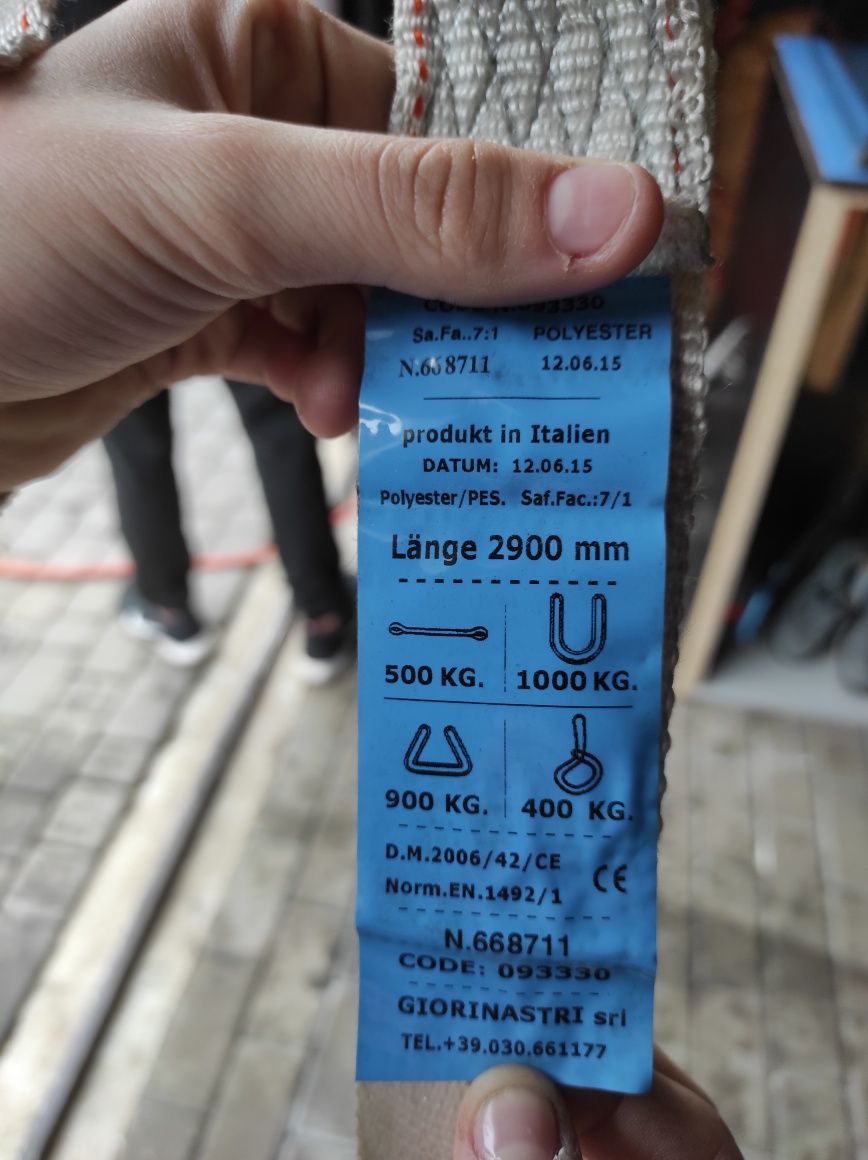 CODE N.093330
Sa.Fa..7:1 POLYESTER
N.668711 12.06.15
produkt in Italien
DATUM: 12.06.15
Polyester/PES. Saf.Fac.:7/1
Länge 2900 mm
500 KG. 1000 KG.
900 KG. 400 KG.
D.M.2006/42/CE
Norm.EN.1492/1
CE
N.668711
CODE: 093330
GIORINASTRI srl
TEL.+39.030.661177